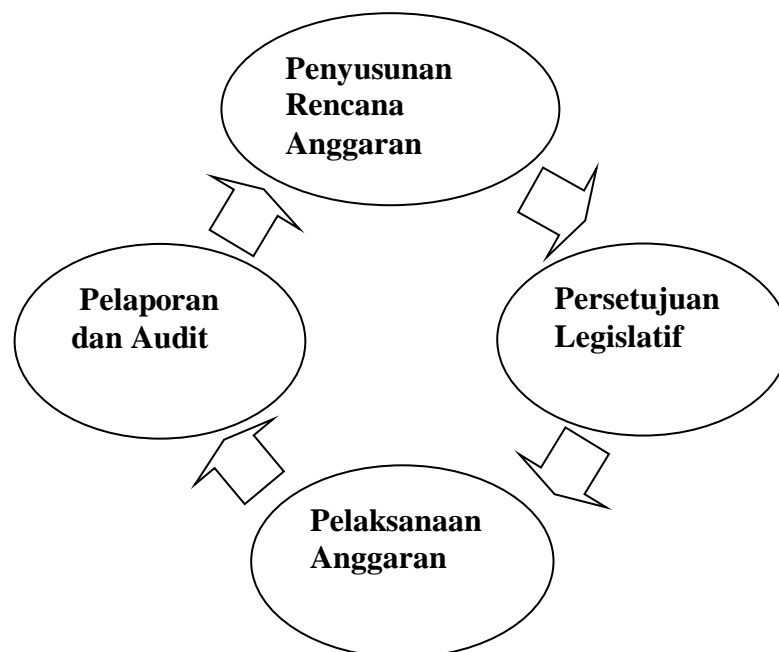 Penyusunan
Rencana
Anggaran
Persetujuan
Legislatif
Pelaksanaan
Anggaran
Pelaporan
dan Audit